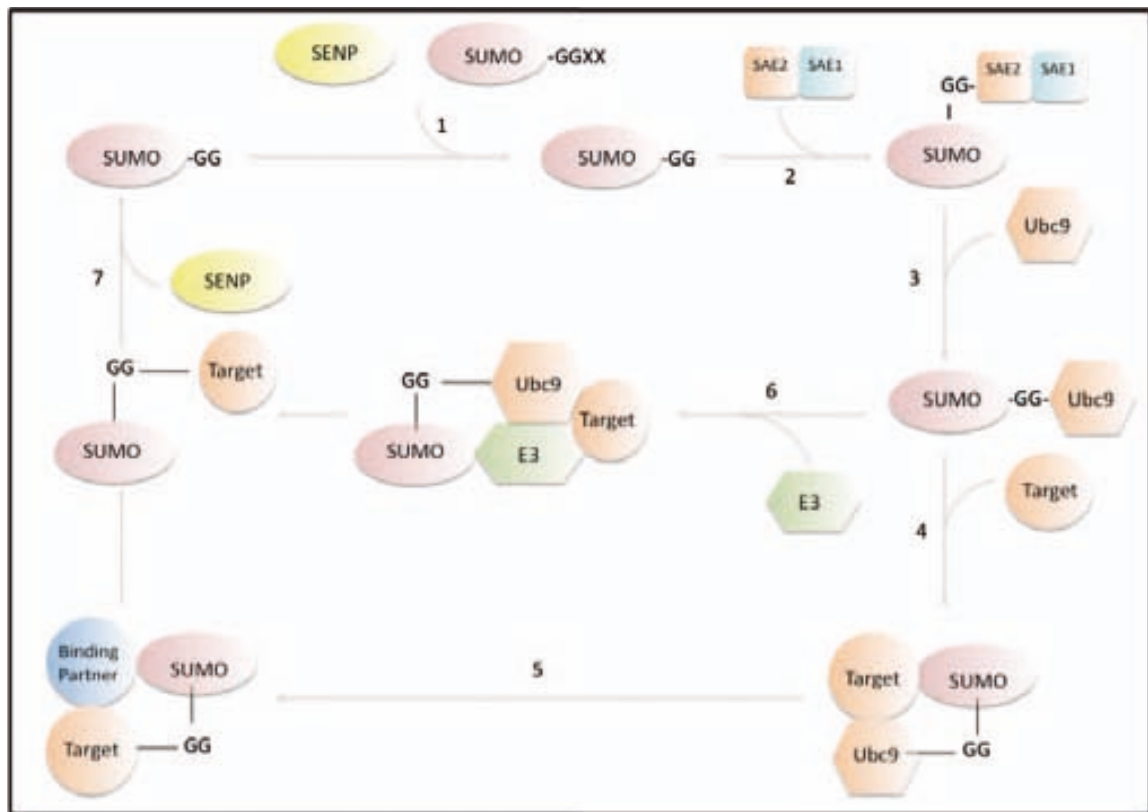 SENP
SUMO
-GGXX
SAE2
SAE1
GG-
SAE2
SAE1
SUMO
-GG
1
SUMO
-GG
2
SUMO
Ubc9
3
7
SENP
GG
Target
GG
Ubc9
Target
6
SUMO
-GG-
Ubc9
SUMO
SUMO
E3
E3
Target
4
Binding
Partner
SUMO
5
Target
SUMO
Target
GG
Ubc9
GG